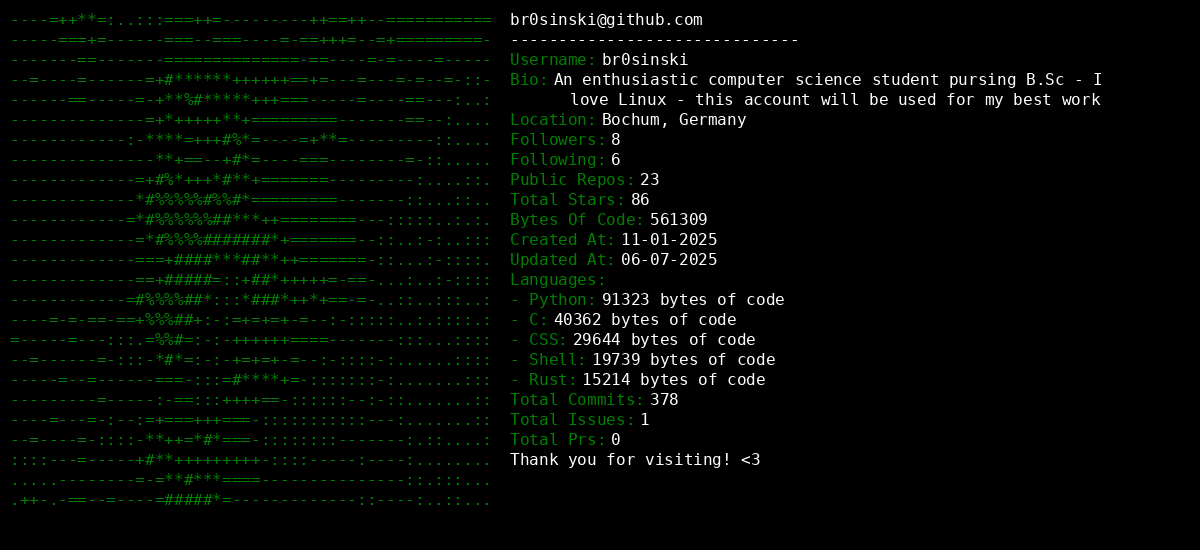 br0sinski@github.com
------------------------------
Username: br0sinski
Bio: An enthusiastic computer science student pursing B.Sc - I
love Linux - this account will be used for my best work
Location: Bochum, Germany
Followers: 8
Following: 6
Public Repos: 23
Total Stars: 86
Bytes Of Code: 561309
Created At: 11-01-2025
Updated At: 06-07-2025
Languages:
- Python: 91323 bytes of code
- C: 40362 bytes of code
- CSS: 29644 bytes of code
- Shell: 19739 bytes of code
- Rust: 15214 bytes of code
Total Commits: 378
Total Issues: 1
Total Prs: 0
Thank you for visiting! <3